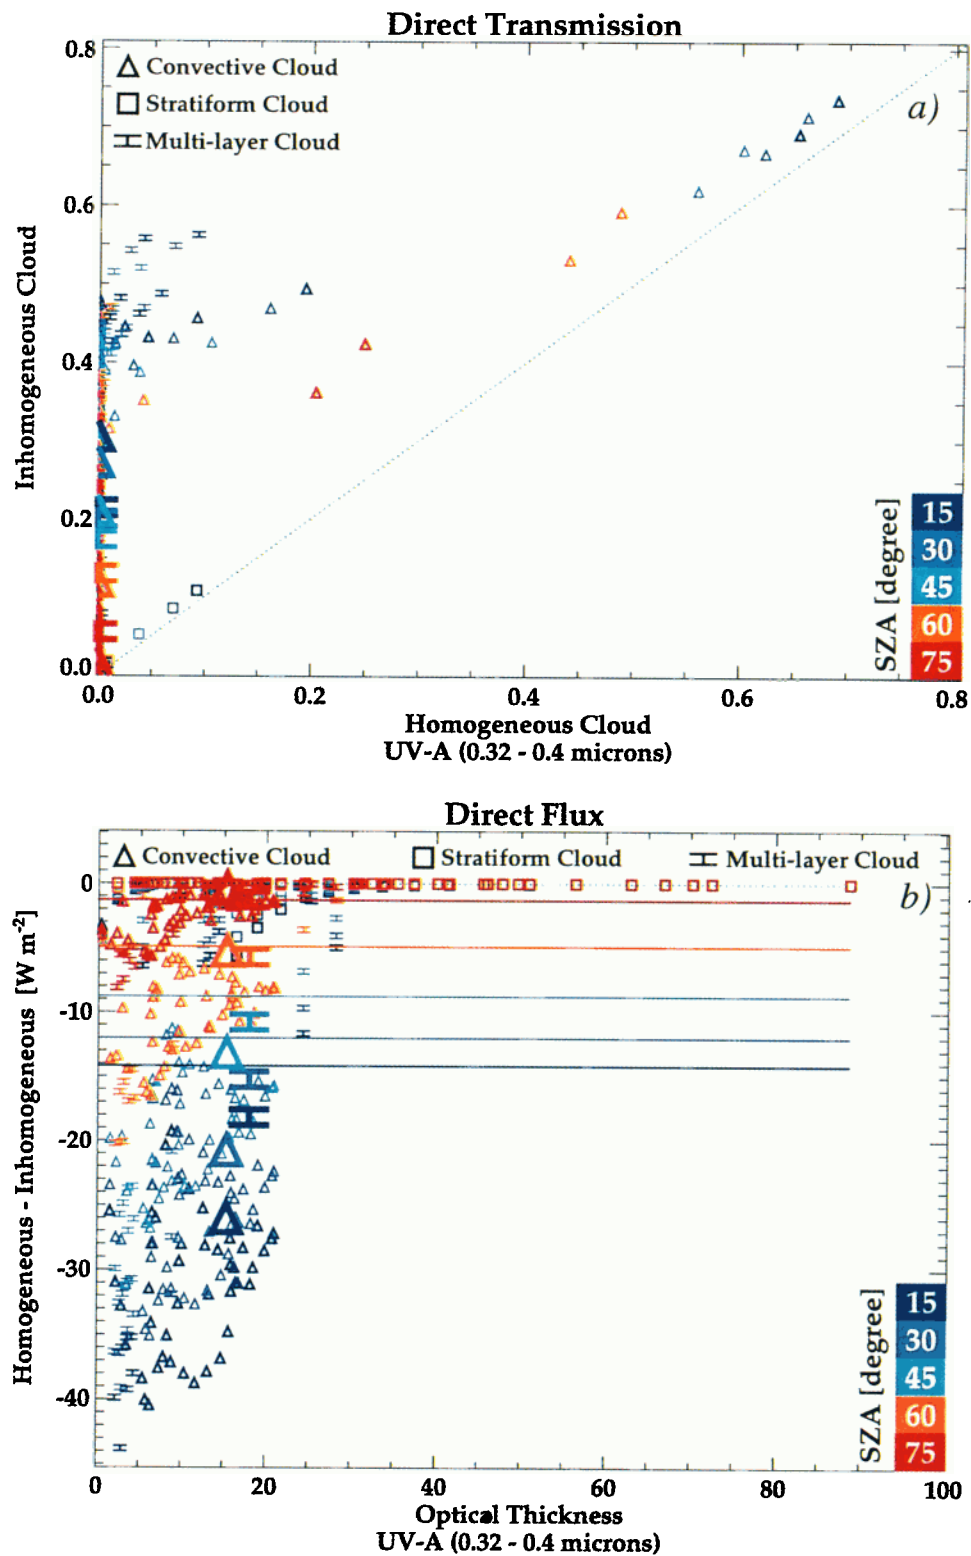 Direct Transmission
0.8
Convective Cloud
Stratiform Cloud
Multi-layer Cloud
a)
0.6
0.4
0.2
0.0
Inhomogeneous Cloud
SZA [degree]
15
30
45
60
75
0.0 0.2 0.4 0.6 0.8
Homogeneous Cloud
UV-A (0.32 - 0.4 microns)
Direct Flux
Convective Cloud Stratiform Cloud Multi-layer Cloud
b)
0
-10
-20
-30
-40
Homogeneous - Inhomogeneous [W m-2]
SZA [degree]
15
30
45
60
75
0 20 40 60 80 100
Optical Thickness
UV-A (0.32 - 0.4 microns)